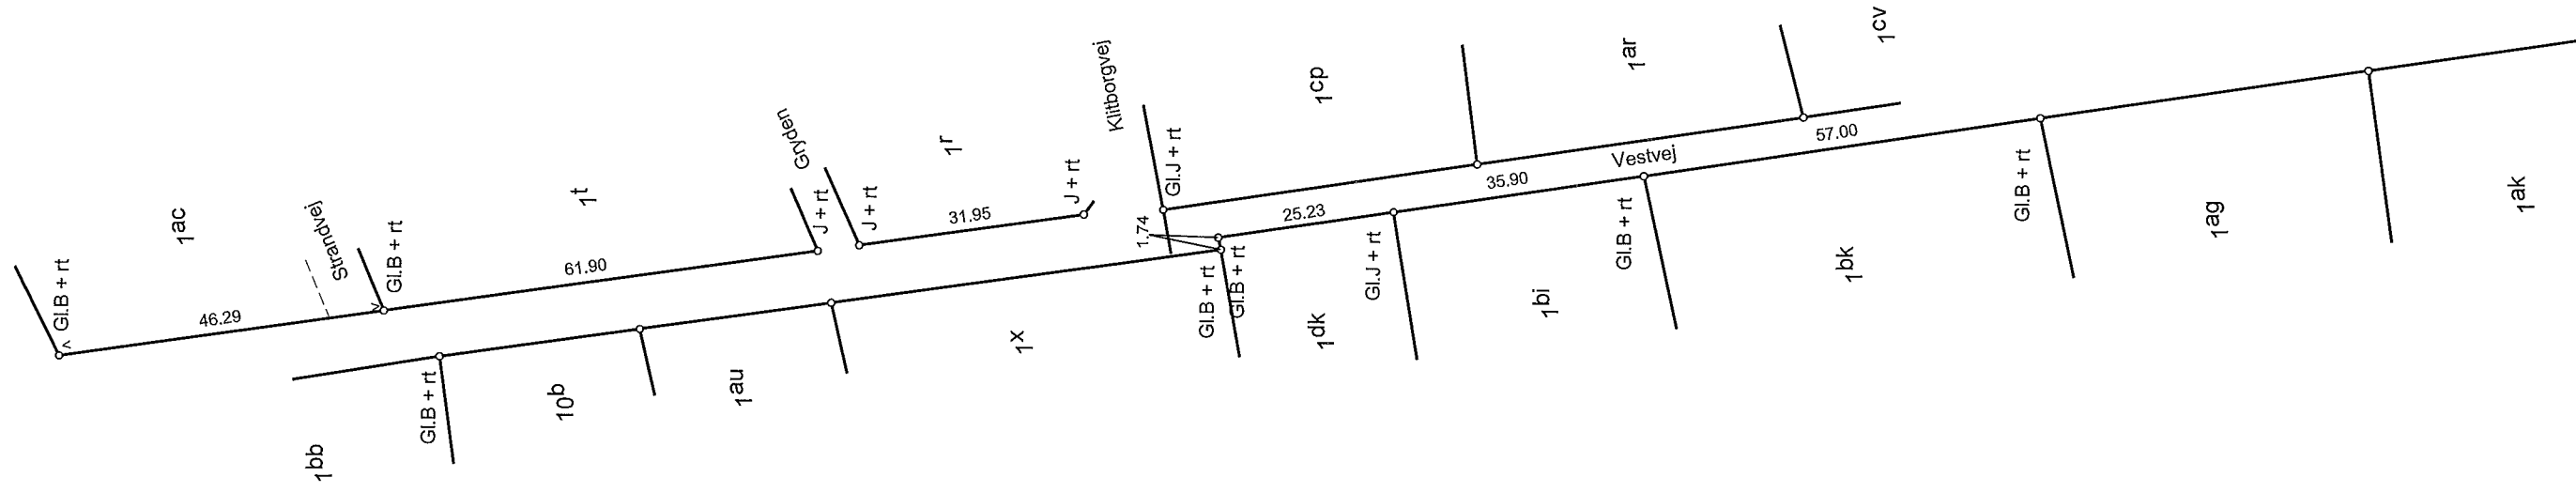 1ac
Gl.B + rt
46.29
Strandvej
Gl.B + rt
1t
61.90
J + rt
Gryden
J + rt
1r
31.95
J + rt
Klitborgvej
Gl.J + rt
1cp
1ar
1cv
Vestvej
1.74
25.23
35.90
57.00
1bb
Gl.B + rt
10b
1au
1x
Gl.B + rt
Gl.B + rt
1dk
Gl.J + rt
1bi
Gl.B + rt
1bk
Gl.B + rt
1ag
1ak